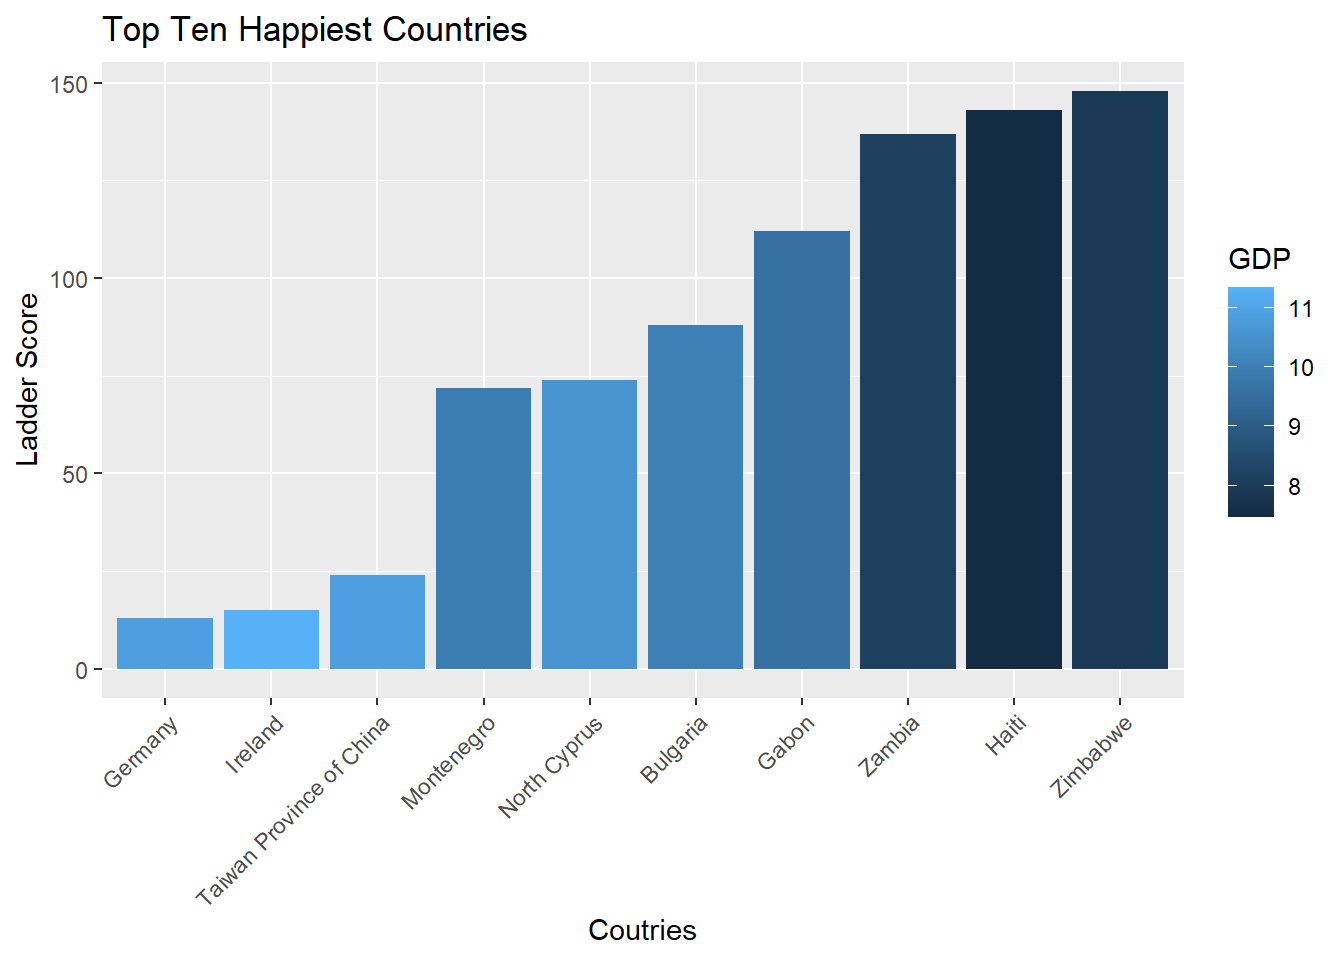 Top Ten Happiest Countries
Ladder Score
150
100
50
0
Germany
Ireland
Taiwan Province of China
Montenegro
North Cyprus
Bulgaria
Gabon
Zambia
Haiti
Zimbabwe
Coutries
GDP
11
10
9
8